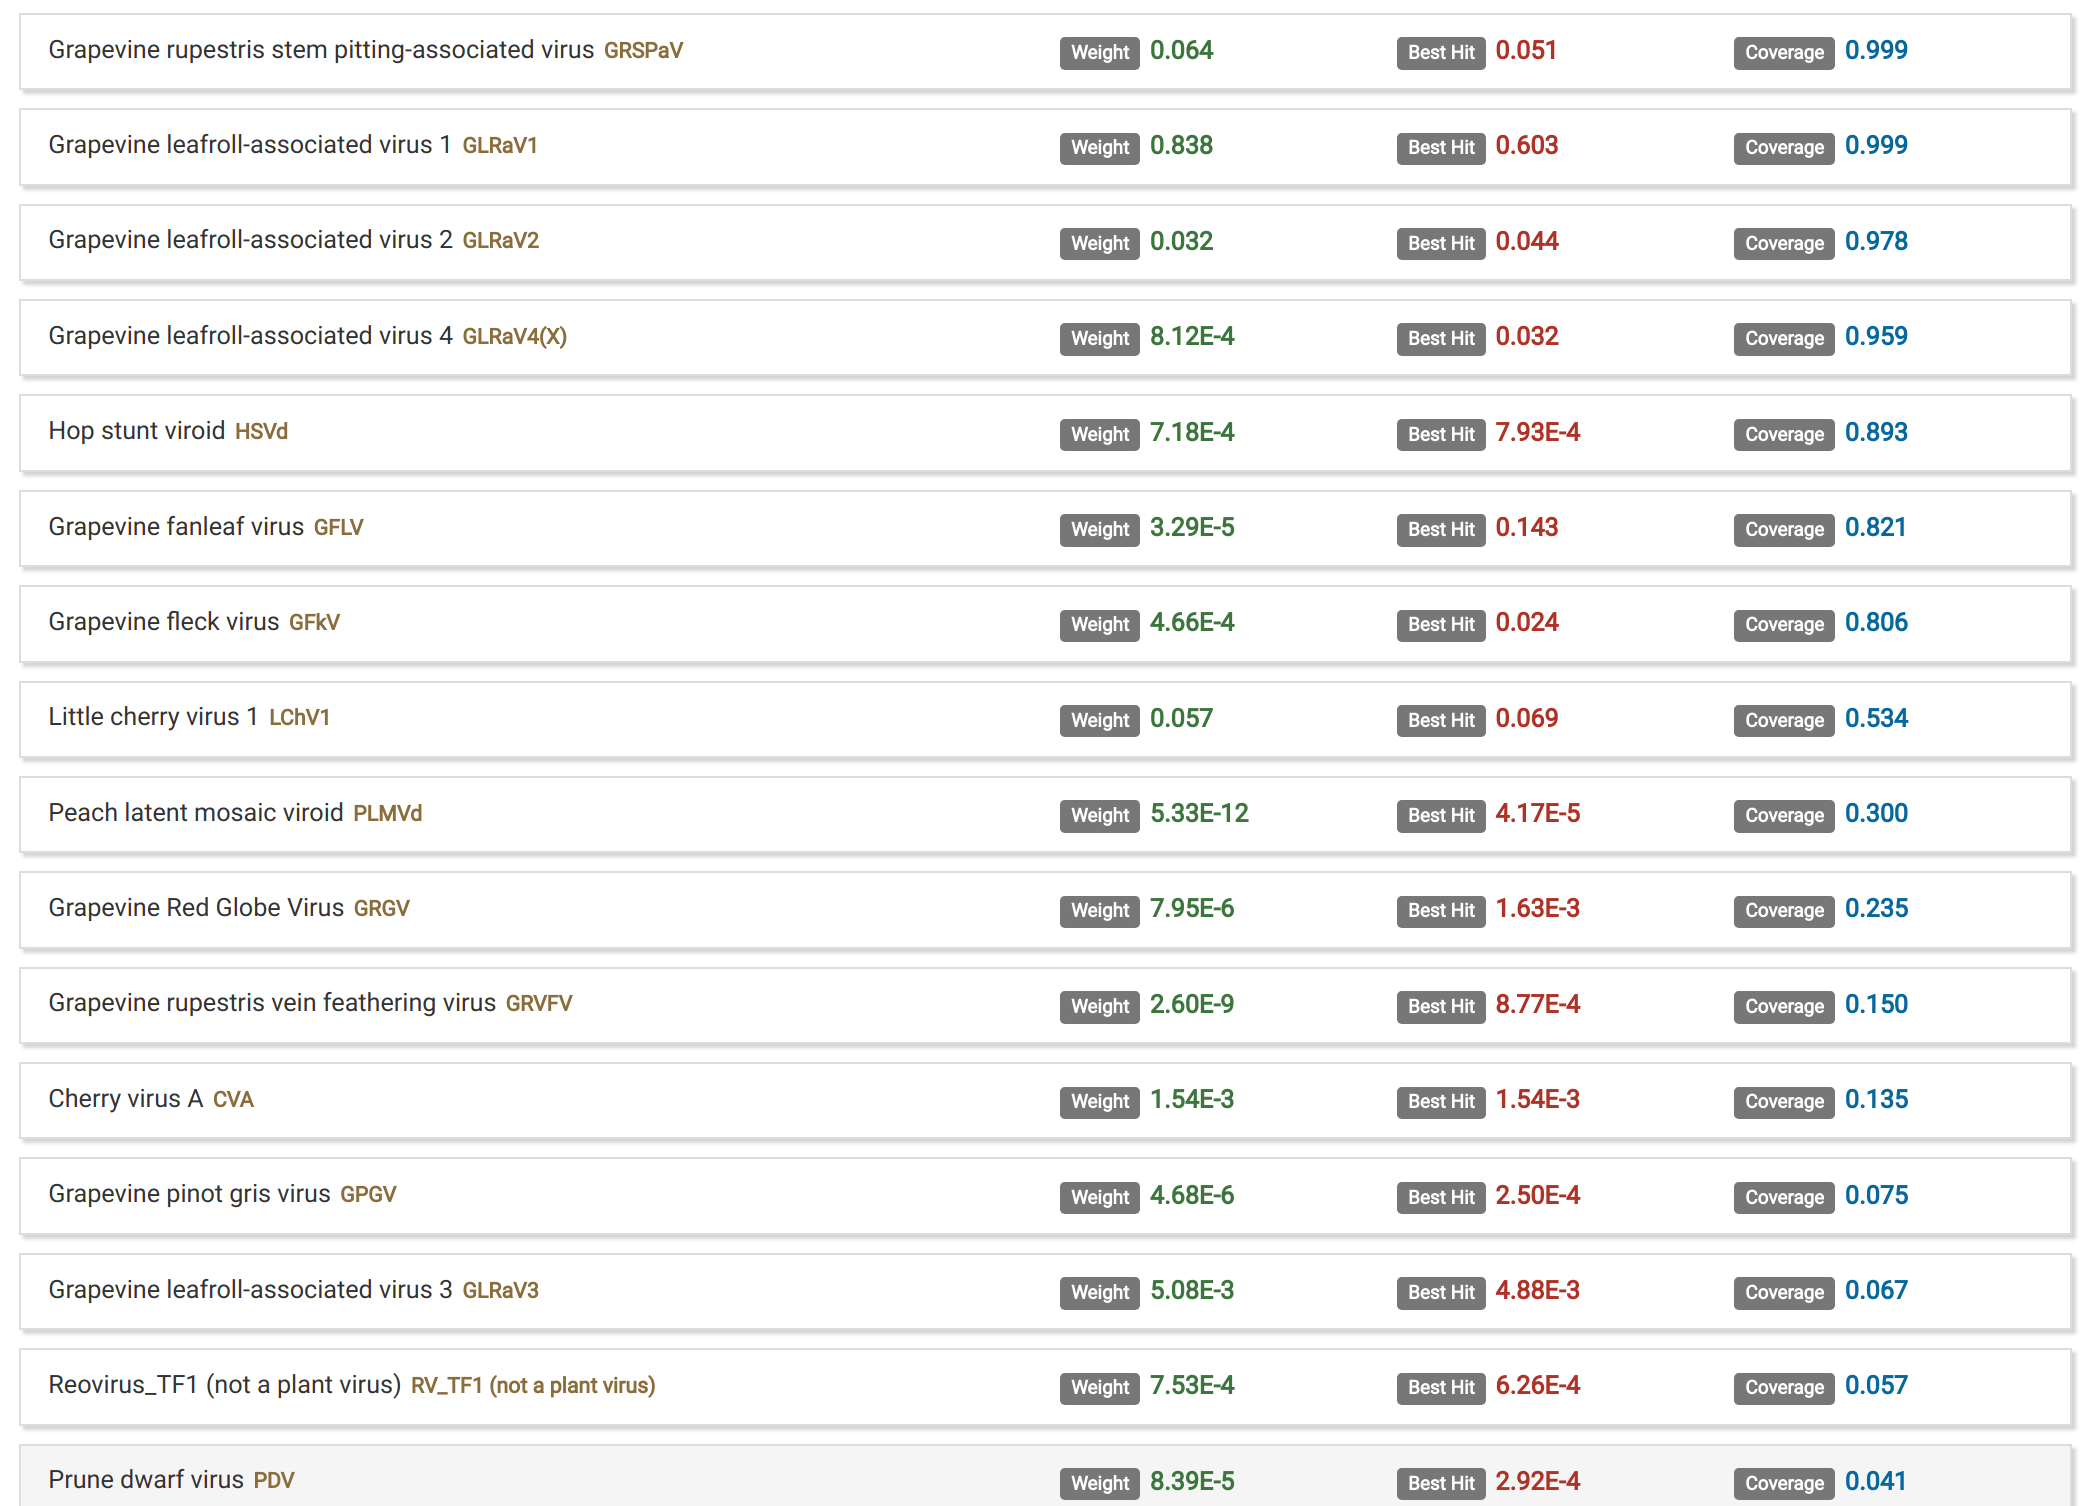 Grapevine rupestris stem pitting-associated virus GRSPaV Weight 0.064 Best Hit 0.051 Coverage 0.999
Grapevine leafroll-associated virus 1 GLRaV1 Weight 0.838 Best Hit 0.603 Coverage 0.999
Grapevine leafroll-associated virus 2 GLRaV2 Weight 0.032 Best Hit 0.044 Coverage 0.978
Grapevine leafroll-associated virus 4 GLRaV4(X) Weight 8.12E-4 Best Hit 0.032 Coverage 0.959
Hop stunt viroid HSVd Weight 7.18E-4 Best Hit 7.93E-4 Coverage 0.893
Grapevine fanleaf virus GFLV Weight 3.29E-5 Best Hit 0.143 Coverage 0.821
Grapevine fleck virus GFkV Weight 4.66E-4 Best Hit 0.024 Coverage 0.806
Little cherry virus 1 LChV1 Weight 0.057 Best Hit 0.069 Coverage 0.534
Peach latent mosaic viroid PLMVd Weight 5.33E-12 Best Hit 4.17E-5 Coverage 0.300
Grapevine Red Globe Virus GRGV Weight 7.95E-6 Best Hit 1.63E-3 Coverage 0.235
Grapevine rupestris vein feathering virus GRVFV Weight 2.60E-9 Best Hit 8.77E-4 Coverage 0.150
Cherry virus A CVA Weight 1.54E-3 Best Hit 1.54E-3 Coverage 0.135
Grapevine pinot gris virus GPGV Weight 4.68E-6 Best Hit 2.50E-4 Coverage 0.075
Grapevine leafroll-associated virus 3 GLRaV3 Weight 5.08E-3 Best Hit 4.88E-3 Coverage 0.067
Reovirus_TF1 (not a plant virus) RV_TF1 (not a plant virus) Weight 7.53E-4 Best Hit 6.26E-4 Coverage 0.057
Prune dwarf virus PDV Weight 8.39E-5 Best Hit 2.92E-4 Coverage 0.041